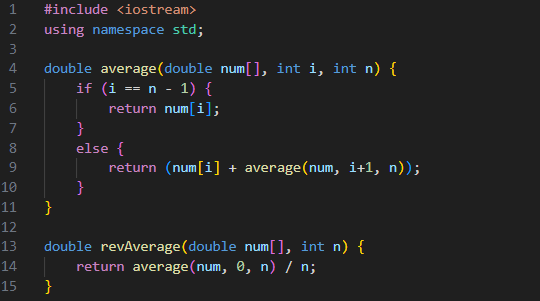 1 #include <iostream>
2 using namespace std;
3
4 double average(double num[], int i, int n) {
5     if (i == n - 1) {
6         return num[i];
7     }
8     else {
9         return (num[i] + average(num, i+1, n));
10     }
11 }
12
13 double revAverage(double num[], int n) {
14     return average(num, 0, n) / n;
15 }